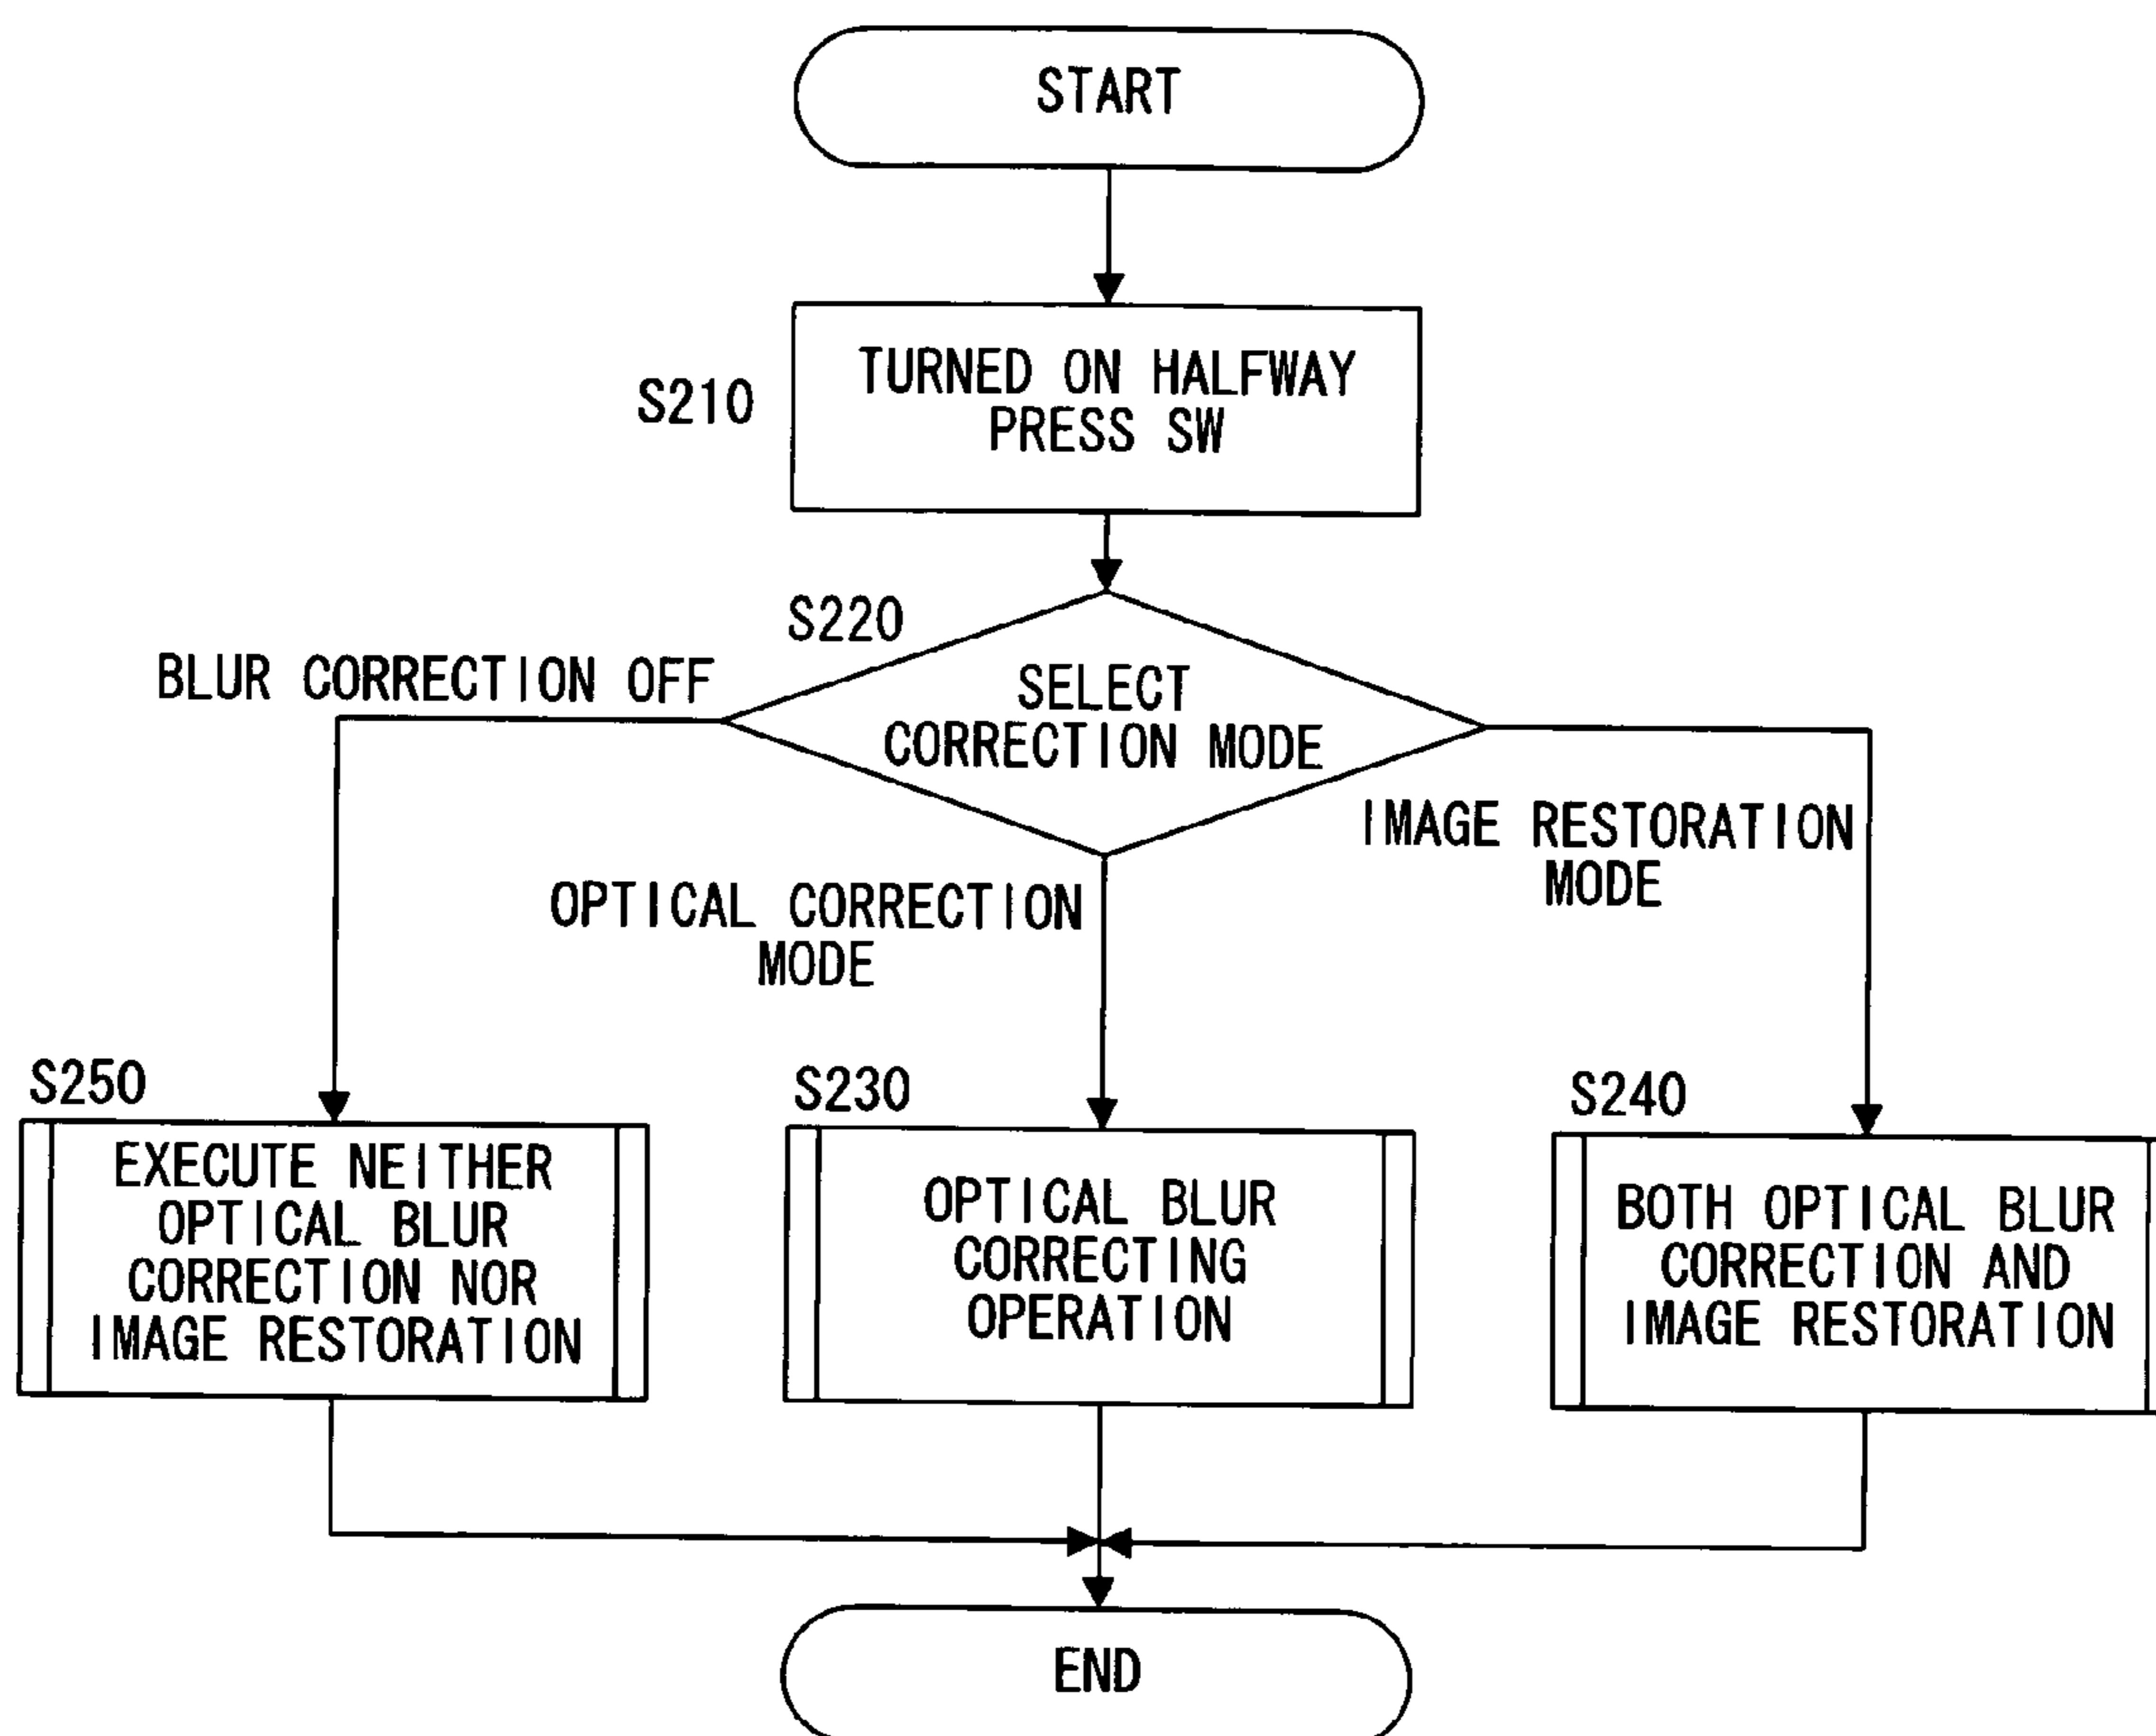 START
S210
TURNED ON HALFWAY
PRESS SW
S220
BLUR CORRECTION OFF
SELECT
CORRECTION MODE
IMAGE RESTORATION
MODE
OPTICAL CORRECTION
MODE
S250
EXECUTE NEITHER
OPTICAL BLUR
CORRECTION NOR
IMAGE RESTORATION
S230
OPTICAL BLUR
CORRECTING
OPERATION
S240
BOTH OPTICAL BLUR
CORRECTION AND
IMAGE RESTORATION
END